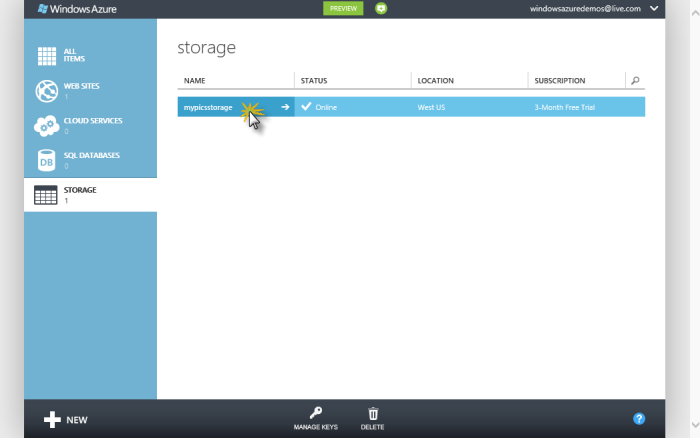 Windows Azure
PREVIEW
windowsazuredemos@live.com
ALL
ITEMS
WEB SITES
1
CLOUD SERVICES
0
SQL DATABASES
0
DB
STORAGE
1
storage
NAME STATUS LOCATION SUBSCRIPTION
mypicsstorage Online West US 3-Month Free Trial
NEW
MANAGE KEYS
DELETE
?